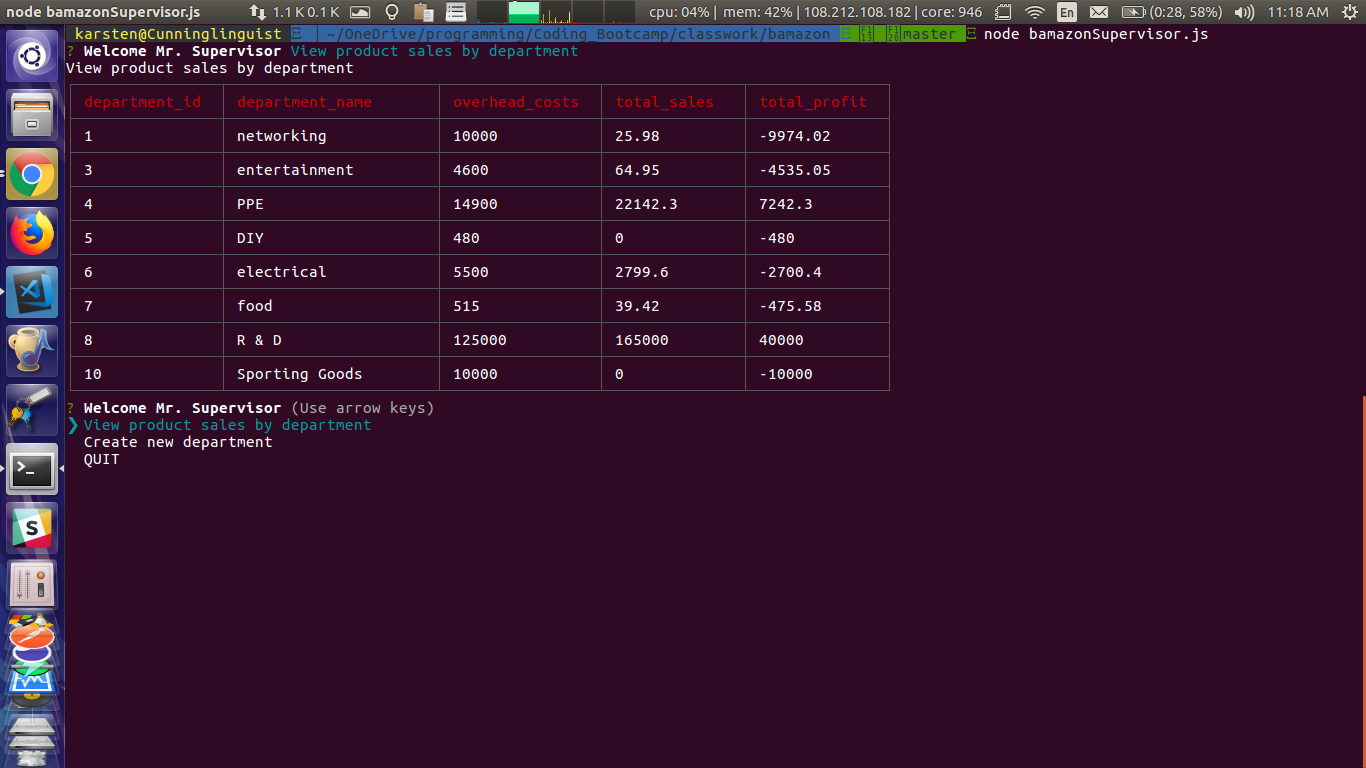 node bamazonSupervisor.js 1.1 K 0.1 K cpu: 04% | mem: 42% | 108.212.108.182 | core: 946 En (0:28, 58%) 11:18 AM
karsten@Cunninglinguist ~/OneDrive/programming/Coding_Bootcamp/classwork/bamazon master node bamazonSupervisor.js
? Welcome Mr. Supervisor View product sales by department
View product sales by department
department_id department_name overhead_costs total_sales total_profit
1 networking 10000 25.98 -9974.02
3 entertainment 4600 64.95 -4535.05
4 PPE 14900 22142.3 7242.3
5 DIY 480 0 -480
6 electrical 5500 2799.6 -2700.4
7 food 515 39.42 -475.58
8 R & D 125000 165000 40000
10 Sporting Goods 10000 0 -10000
? Welcome Mr. Supervisor (Use arrow keys)
❯ View product sales by department
Create new department
QUIT
S